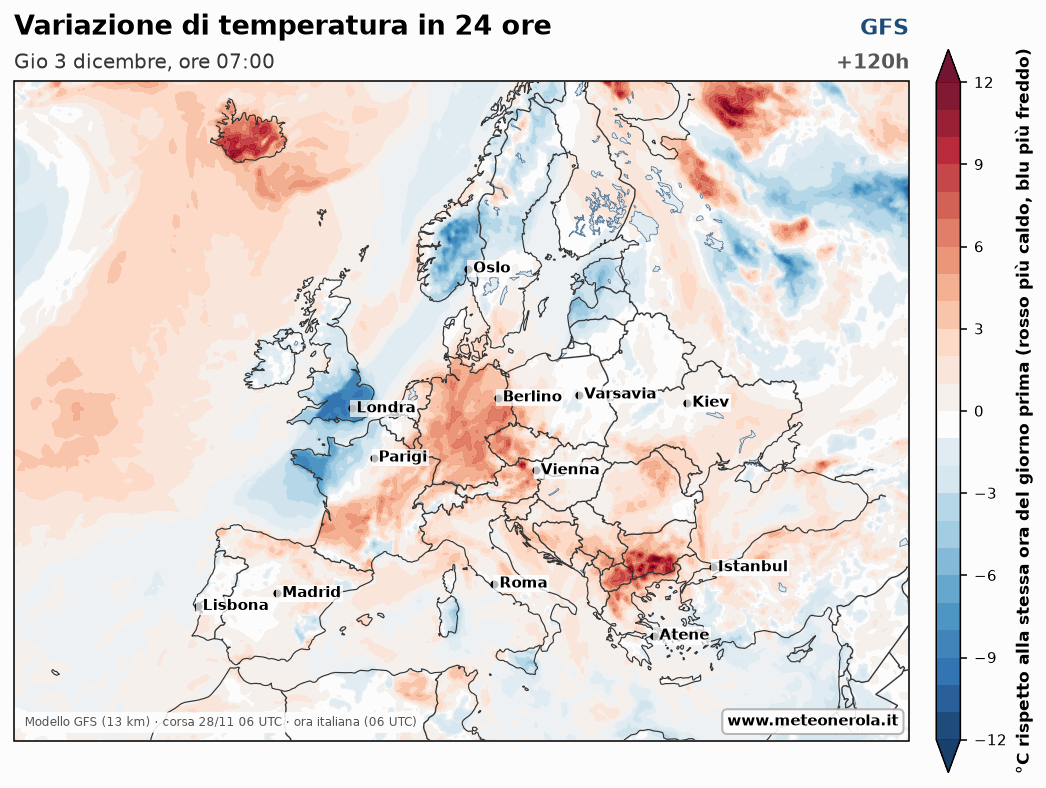 Variazione di temperatura in 24 ore
GFS
Gio 3 dicembre, ore 07:00
+120h
Oslo
Londra
Berlino
Varsavia
Kiev
Parigi
Vienna
Istanbul
Roma
Madrid
Lisbona
Atene
Modello GFS (13 km) · corsa 28/11 06 UTC · ora italiana (06 UTC)
www.meteonerola.it
12
9
6
3
0
−3
−6
−9
−12
°C rispetto alla stessa ora del giorno prima (rosso più caldo, blu più freddo)